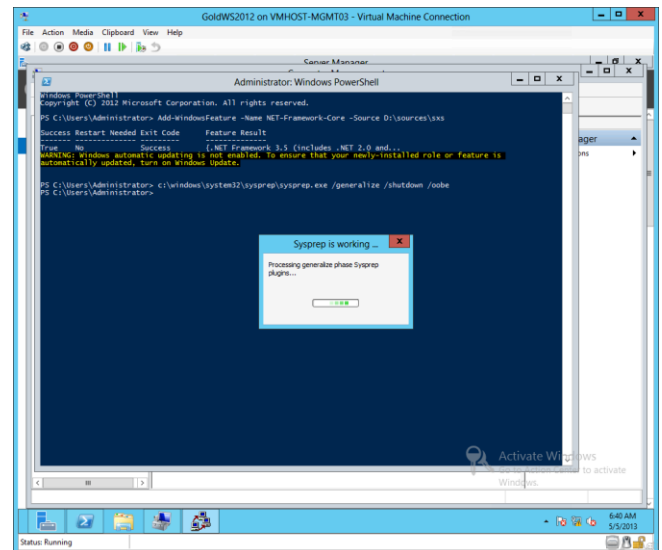 GoldWS2012 on VMHOST-MGMT03 - Virtual Machine Connection
File Action Media Clipboard View Help
Server Manager
Administrator: Windows PowerShell
Windows PowerShell
Copyright (C) 2012 Microsoft Corporation. All rights reserved.
PS C:\Users\Administrator> Add-WindowsFeature -Name NET-Framework-Core -Source D:\sources\sxs
Success Restart Needed Exit Code Feature Result
True No Success {.NET Framework 3.5 (includes .NET 2.0 and...
WARNING: Windows automatic updating is not enabled. To ensure that your newly-installed role or feature is
automatically updated, turn on Windows Update.
PS C:\Users\Administrator> c:\windows\system32\sysprep\sysprep.exe /generalize /shutdown /oobe
PS C:\Users\Administrator>
ager
ons
Sysprep is working ...
Processing generalize phase Sysprep
plugins...
Activate Windows
to activate
Windows.
6:40 AM
5/5/2013
Status: Running